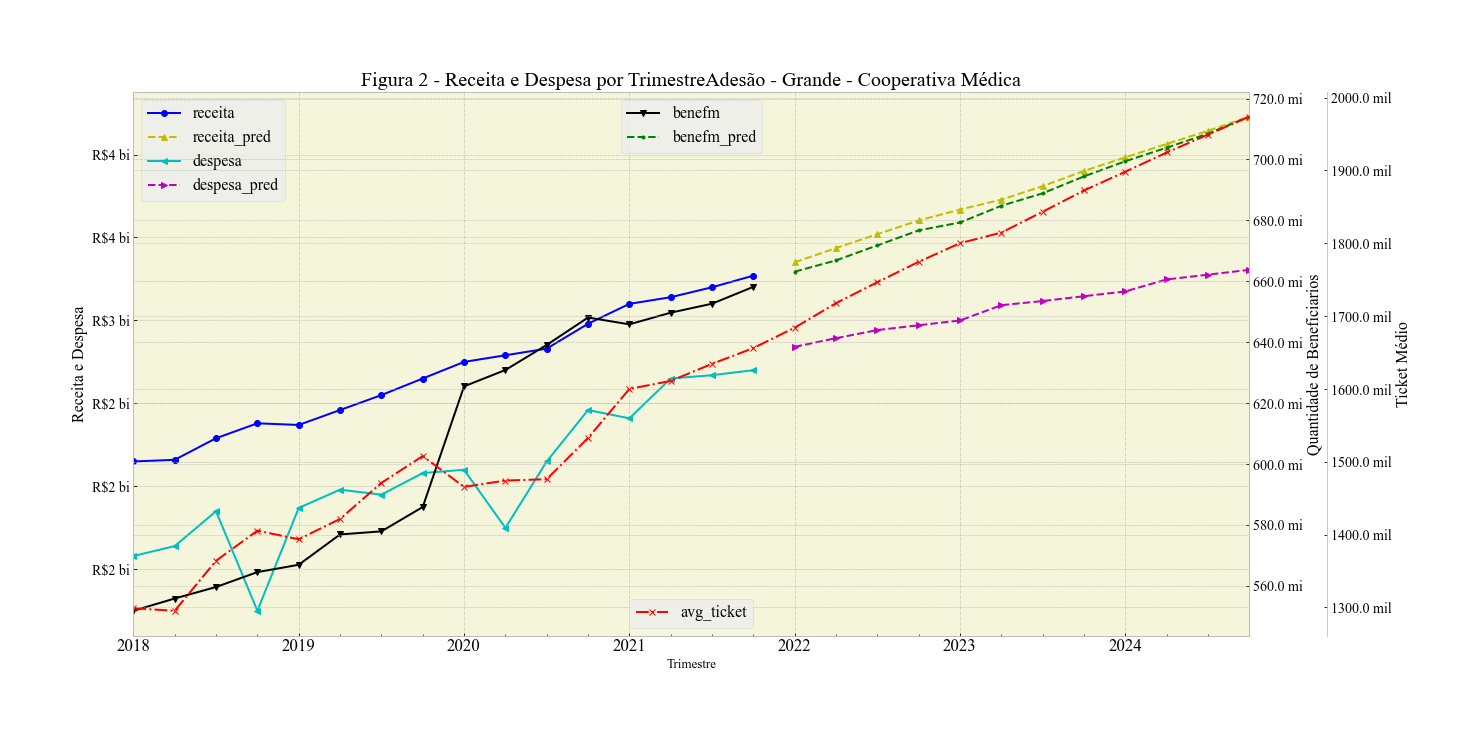 Figura 2 - Receita e Despesa por TrimestreAdesão - Grande - Cooperativa Médica
receita
receita_pred
despesa
despesa_pred
benefm
benefm_pred
avg_ticket
R$4 bi
R$4 bi
R$3 bi
R$2 bi
R$2 bi
R$2 bi
Receita e Despesa
720.0 mi
700.0 mi
680.0 mi
660.0 mi
640.0 mi
620.0 mi
600.0 mi
580.0 mi
560.0 mi
Quantidade de Beneficiarios
2000.0 mil
1900.0 mil
1800.0 mil
1700.0 mil
1600.0 mil
1500.0 mil
1400.0 mil
1300.0 mil
Ticket Médio
2018 2019 2020 2021 2022 2023 2024
Trimestre